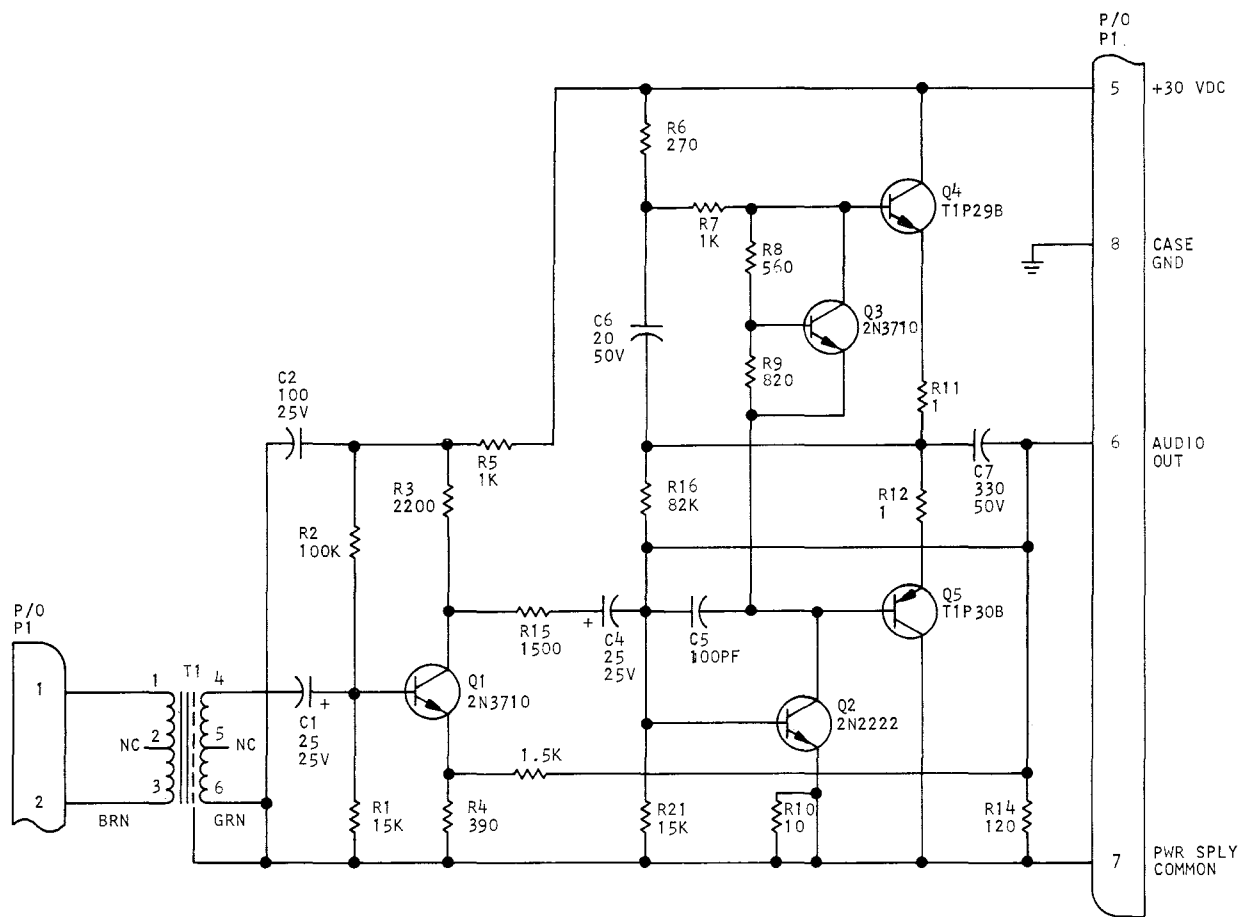 P/O
P1.
5
+30 VDC
R6
270
Q4
T1P29B
R7
1K
8
CASE
GND
R8
560
Q3
2N3710
C6
20
50V
R9
820
C2
100
25V
R11
1
R5
1K
6
AUDIO
OUT
C7
330
50V
R3
2200
R16
82K
R12
1
R2
100K
Q5
T1P30B
P/O
P1
R15
1500
+
C4
25
25V
C5
100PF
1
1
T1
4
Q1
2N3710
C1
25
25V
+
Q2
2N2222
2
NC
5
NC
1.5K
2
3
6
BRN
GRN
R1
15K
R4
390
R21
15K
R10
10
R14
120
7
PWR SPLY
COMMON